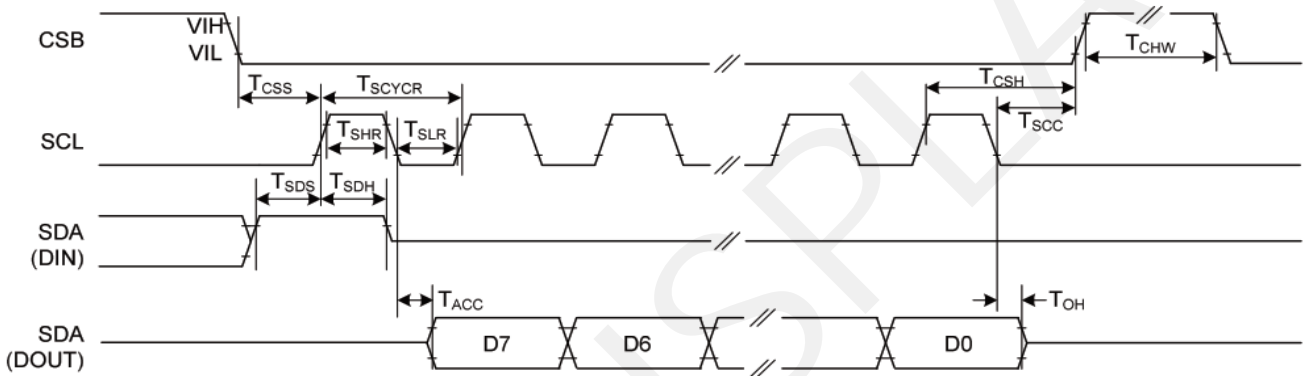 CSB
VIH
VIL
TCHW
TCSS
TSCYCR
TCSH
SCL
TSHR
TSLR
TSCC
TSDS
TSDH
SDA
(DIN)
TACC
TOH
SDA
(DOUT)
D7
D6
D0